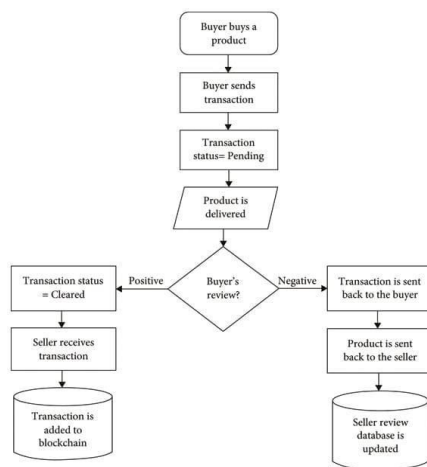 Buyer buys a
product
Buyer sends
transaction
Transaction
status= Pending
Product is
delivered
Buyer's
review?
Positive
Negative
Transaction status
= Cleared
Seller receives
transaction
Transaction is
added to
blockchain
Transaction is sent
back to the buyer
Product is sent
back to the seller
Seller review
database is
updated